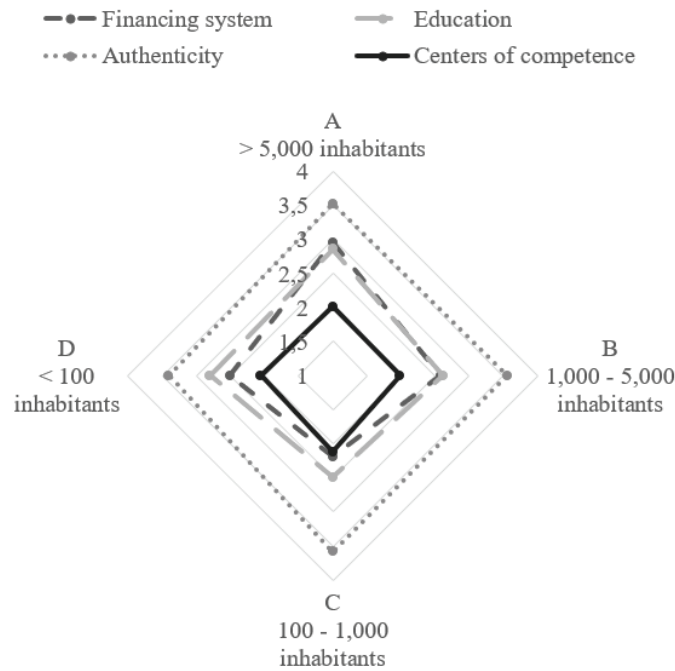 Financing system
Education
Authenticity
Centers of competence
A
> 5,000 inhabitants
4
3,5
3
2,5
2
1,5
1
D
< 100
inhabitants
B
1,000 - 5,000
inhabitants
C
100 - 1,000
inhabitants